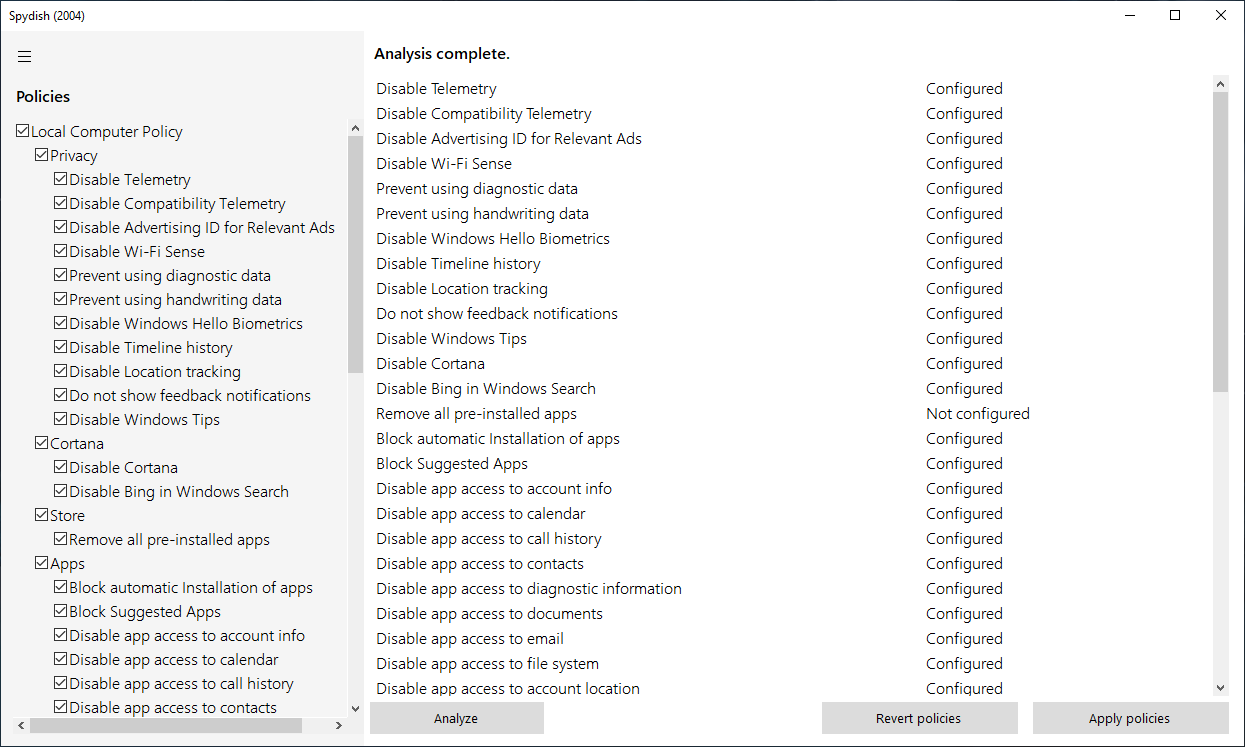 Spydish (2004)
Policies
Local Computer Policy
Privacy
Disable Telemetry
Disable Compatibility Telemetry
Disable Advertising ID for Relevant Ads
Disable Wi-Fi Sense
Prevent using diagnostic data
Prevent using handwriting data
Disable Windows Hello Biometrics
Disable Timeline history
Disable Location tracking
Do not show feedback notifications
Disable Windows Tips
Cortana
Disable Cortana
Disable Bing in Windows Search
Store
Remove all pre-installed apps
Apps
Block automatic Installation of apps
Block Suggested Apps
Disable app access to account info
Disable app access to calendar
Disable app access to call history
Disable app access to contacts
Analysis complete.
Disable Telemetry Configured
Disable Compatibility Telemetry Configured
Disable Advertising ID for Relevant Ads Configured
Disable Wi-Fi Sense Configured
Prevent using diagnostic data Configured
Prevent using handwriting data Configured
Disable Windows Hello Biometrics Configured
Disable Timeline history Configured
Disable Location tracking Configured
Do not show feedback notifications Configured
Disable Windows Tips Configured
Disable Cortana Configured
Disable Bing in Windows Search Configured
Remove all pre-installed apps Not configured
Block automatic Installation of apps Configured
Block Suggested Apps Configured
Disable app access to account info Configured
Disable app access to calendar Configured
Disable app access to call history Configured
Disable app access to contacts Configured
Disable app access to diagnostic information Configured
Disable app access to documents Configured
Disable app access to email Configured
Disable app access to file system Configured
Disable app access to account location Configured
Analyze Revert policies Apply policies